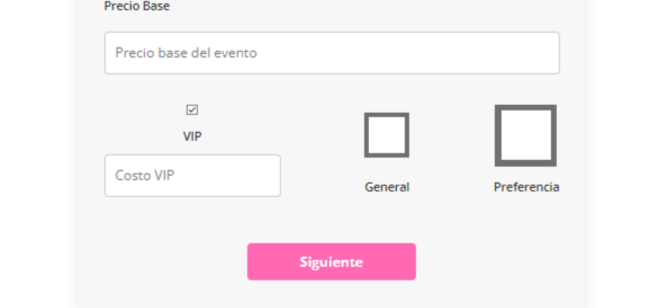 Precio Base
Precio base del evento
VIP
Costo VIP
General
Preferencia
Siguiente